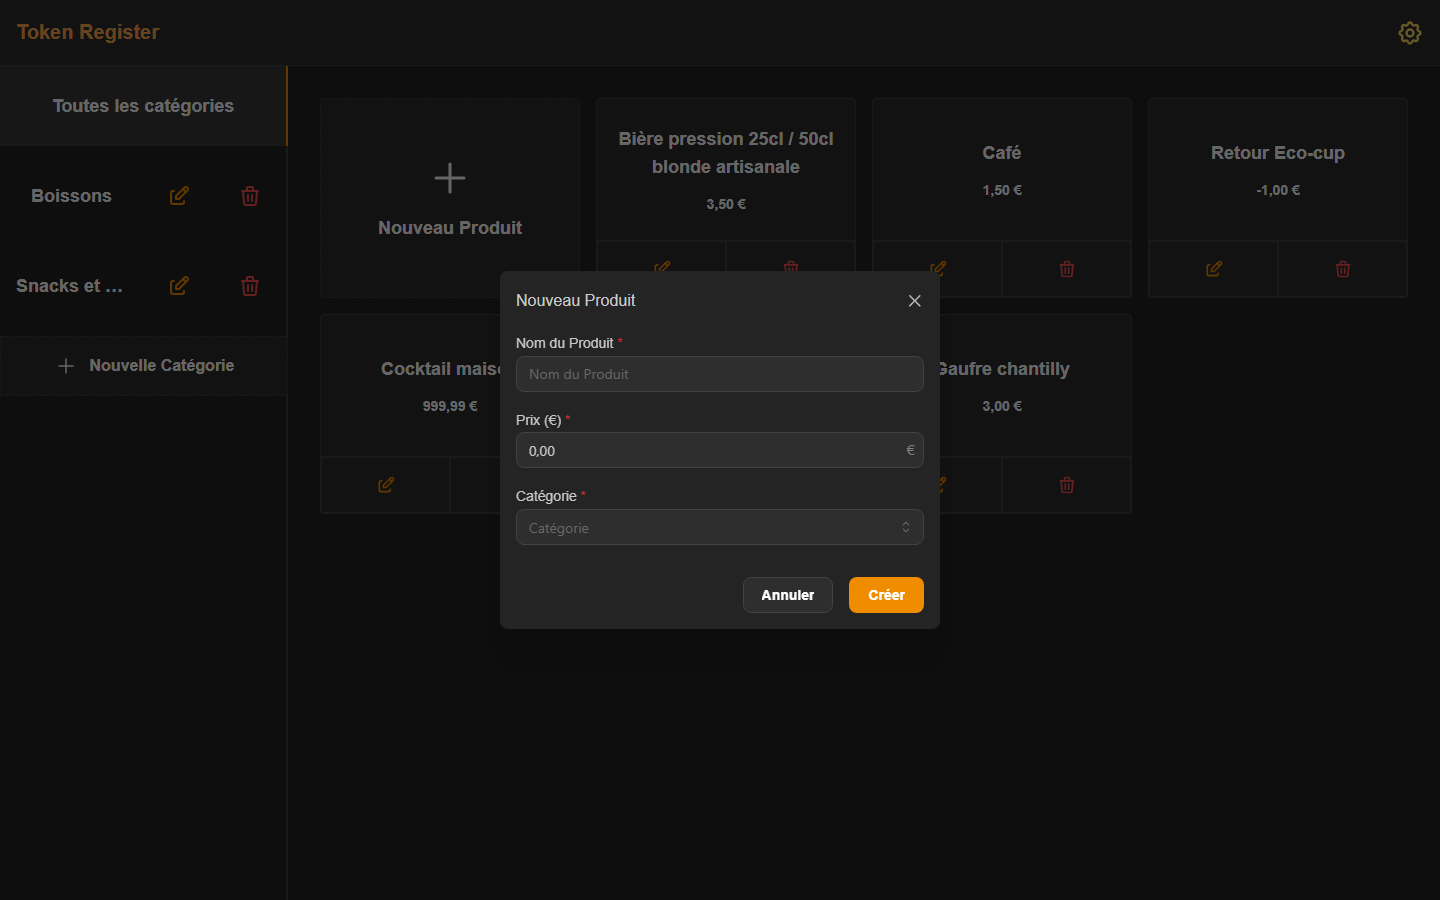 Token Register
Toutes les catégories
Boissons
Snacks et ...
Nouvelle Catégorie
Nouveau Produit
Bière pression 25cl / 50cl
blonde artisanale
3,50 €
Café
1,50 €
Retour Eco-cup
-1,00 €
Cocktail
999,99 €
Gaufre chantilly
3,00 €
Nouveau Produit
Nom du Produit *
Nom du Produit
Prix (€) *
0,00 €
Catégorie *
Catégorie
Annuler
Créer